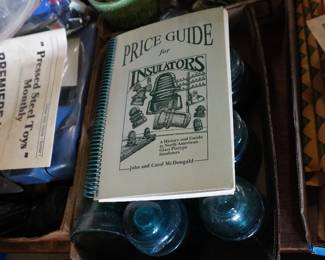 "Pressed Steel Toys"
Monthly
PREMIERE
PRICE GUIDE
for
INSULATORS
A History and Guide
to North American
Glass Pintype
Insulators
John and Carol McDougald